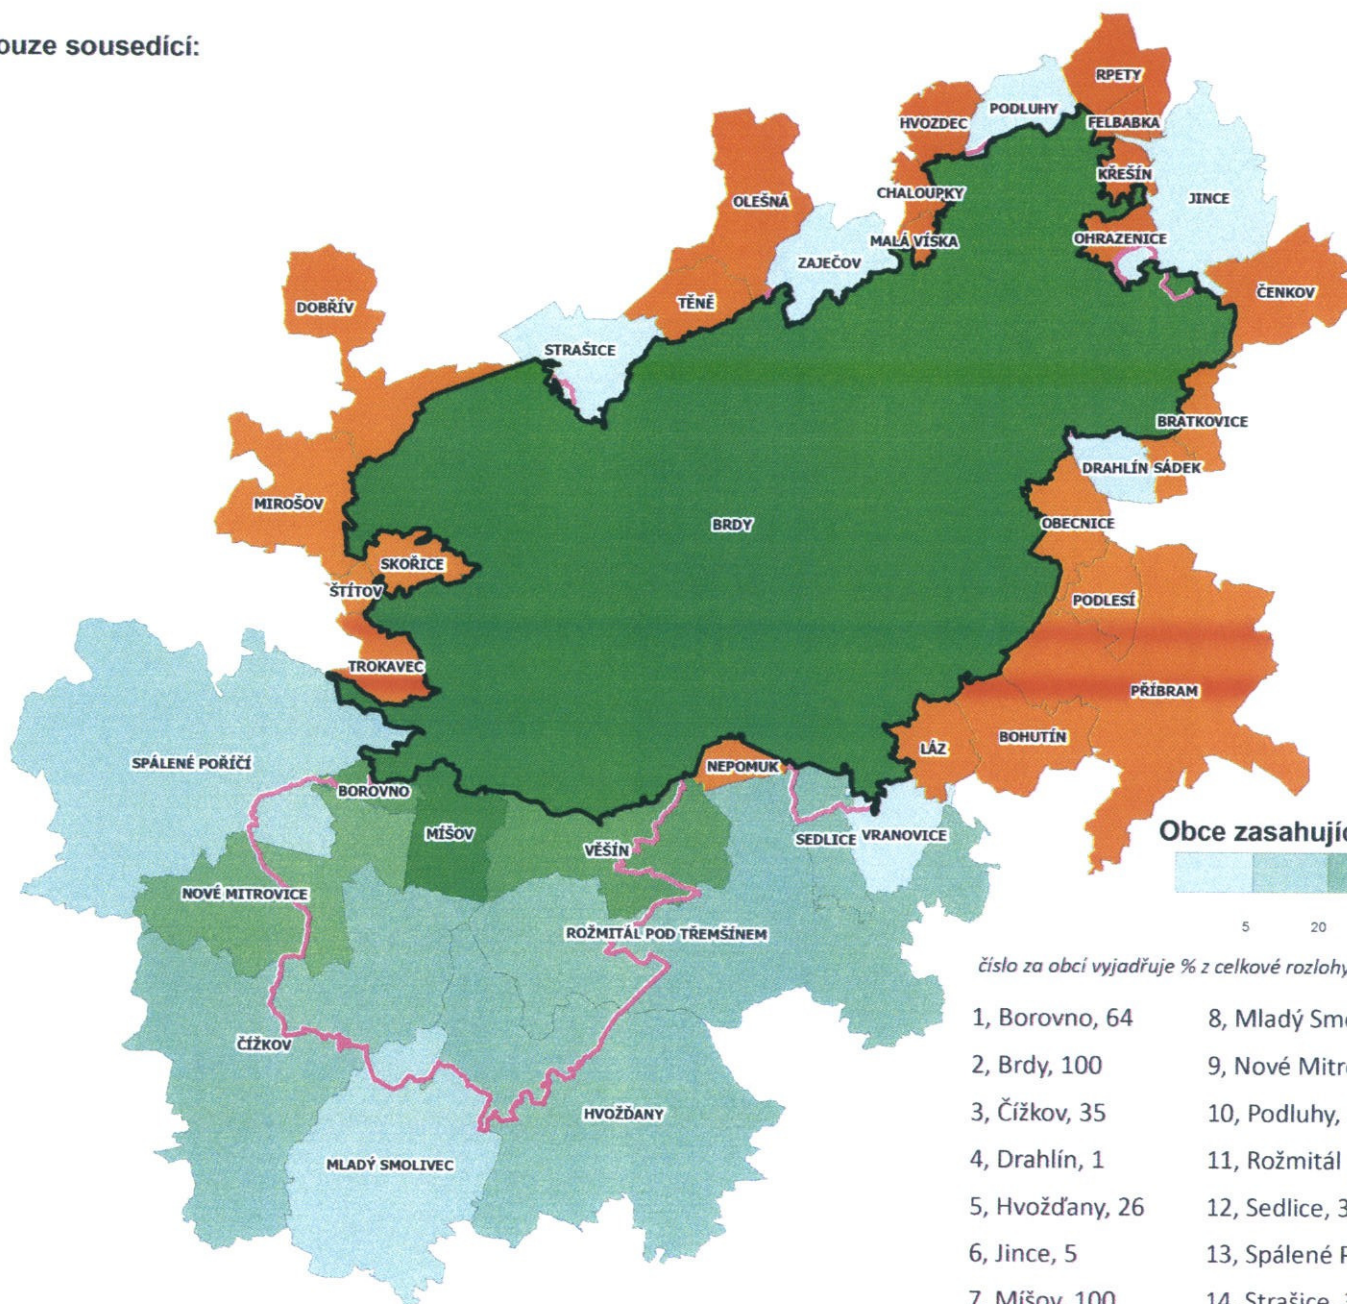 ouze sousedící:
RPETY
PODLUHY
HVOZDEC
FELBABKA
KŘEŠÍN
CHALOUPKY
JINCE
OLEŠNÁ
MALÁ VÍSKA
OHRAZENICE
ZAJEČOV
ČENKOV
TĚNĚ
DOBŘÍV
STRAŠICE
BRATKOVICE
DRAHLÍN
SÁDEK
MIROŠOV
BRDY
OBECNICE
SKOŘICE
ŠTÍTOV
PODLESÍ
TROKAVEC
PŘÍBRAM
BOHUTÍN
LÁZ
SPÁLENÉ POŘÍČÍ
NEPOMUK
BOROVNO
MÍŠOV
VĚŠÍN
SEDLICE
VRANOVICE
Obce zasahujíc
NOVÉ MITROVICE
5
20
ROŽMITÁL POD TŘEMŠÍNEM
číslo za obcí vyjadřuje % z celkové rozlohy
ČÍŽKOV
HVOŽĎANY
MLADÝ SMOLIVEC
1, Borovno, 64
2, Brdy, 100
3, Čížkov, 35
4, Drahlín, 1
5, Hvožďany, 26
6, Jince, 5
7, Míšov, 100
8, Mladý Smo
9, Nové Mitro
10, Podluhy,
11, Rožmitál
12, Sedlice, 3
13, Spálené P
14, Strašice,